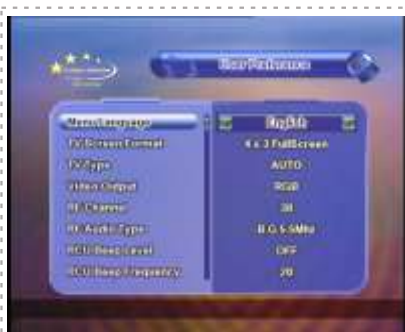 User Preference
Menu Language English
TV Screen Format 4 x 3 FullScreen
TV Type AUTO
Video Output RGB
RF Channel 38
RF Audio Type B.G 5.5Mhz
RCU Beep Level OFF
RCU Beep Frequency 20